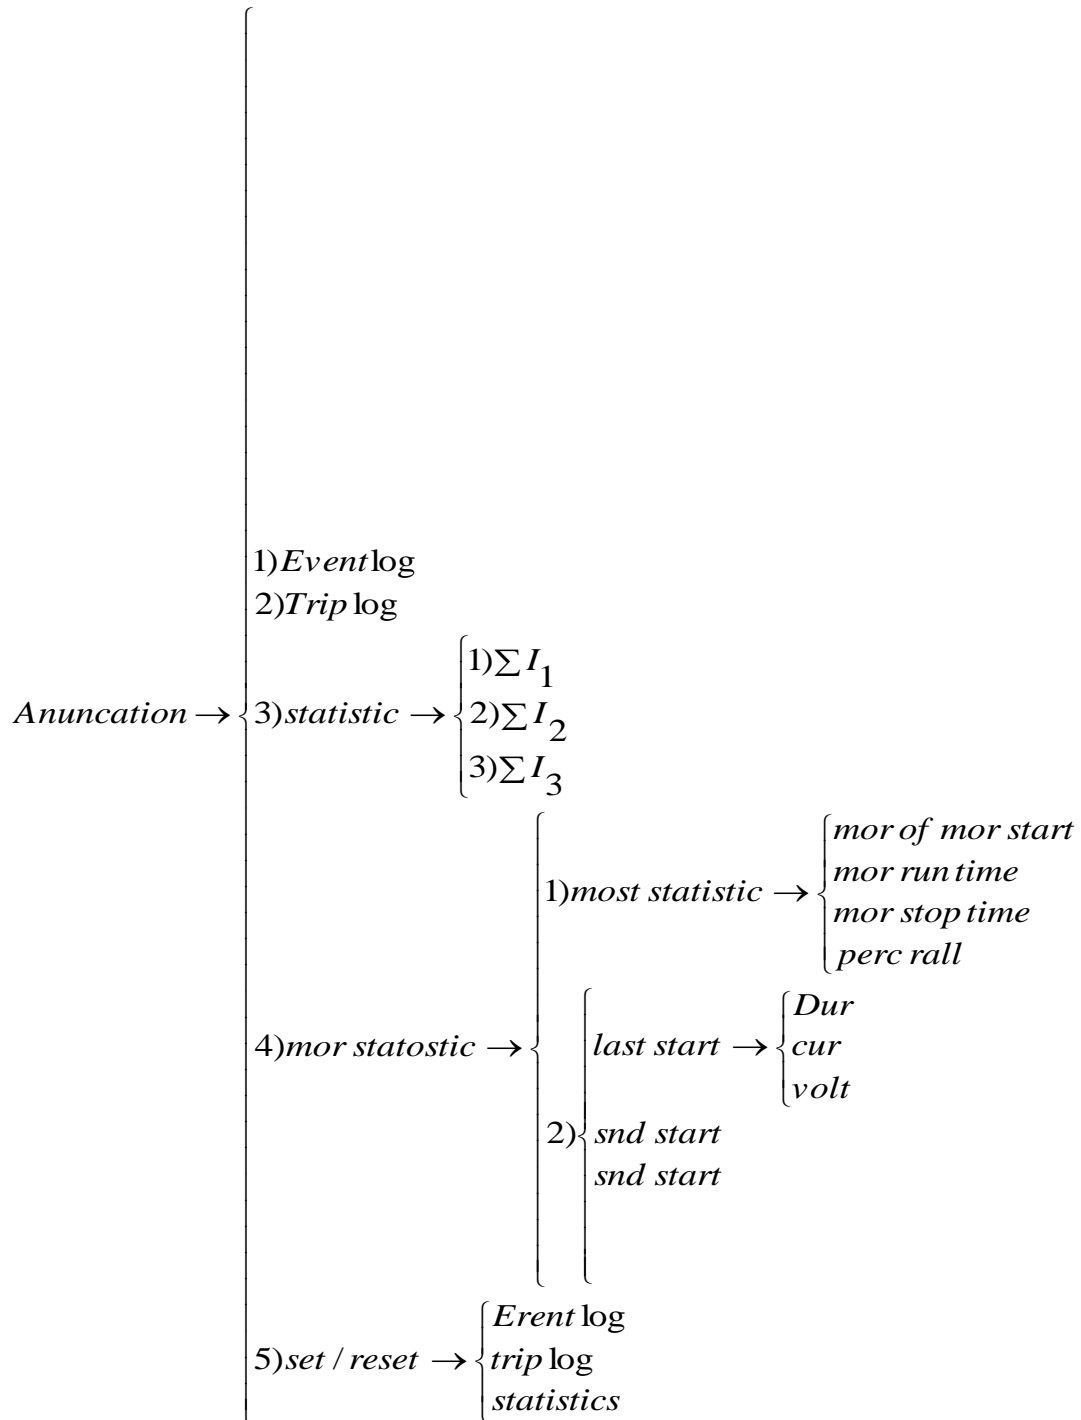 1)Event log
2)Trip log
Anuncation → 3)statistic →
1)∑ I₁
2)∑ I₂
3)∑ I₃
4)mor statostic →
1)most statistic →
mor of mor start
mor run time
mor stop time
perc rall
2)
last start →
Dur
cur
volt
snd start
snd start
5)set / reset →
Erent log
trip log
statistics